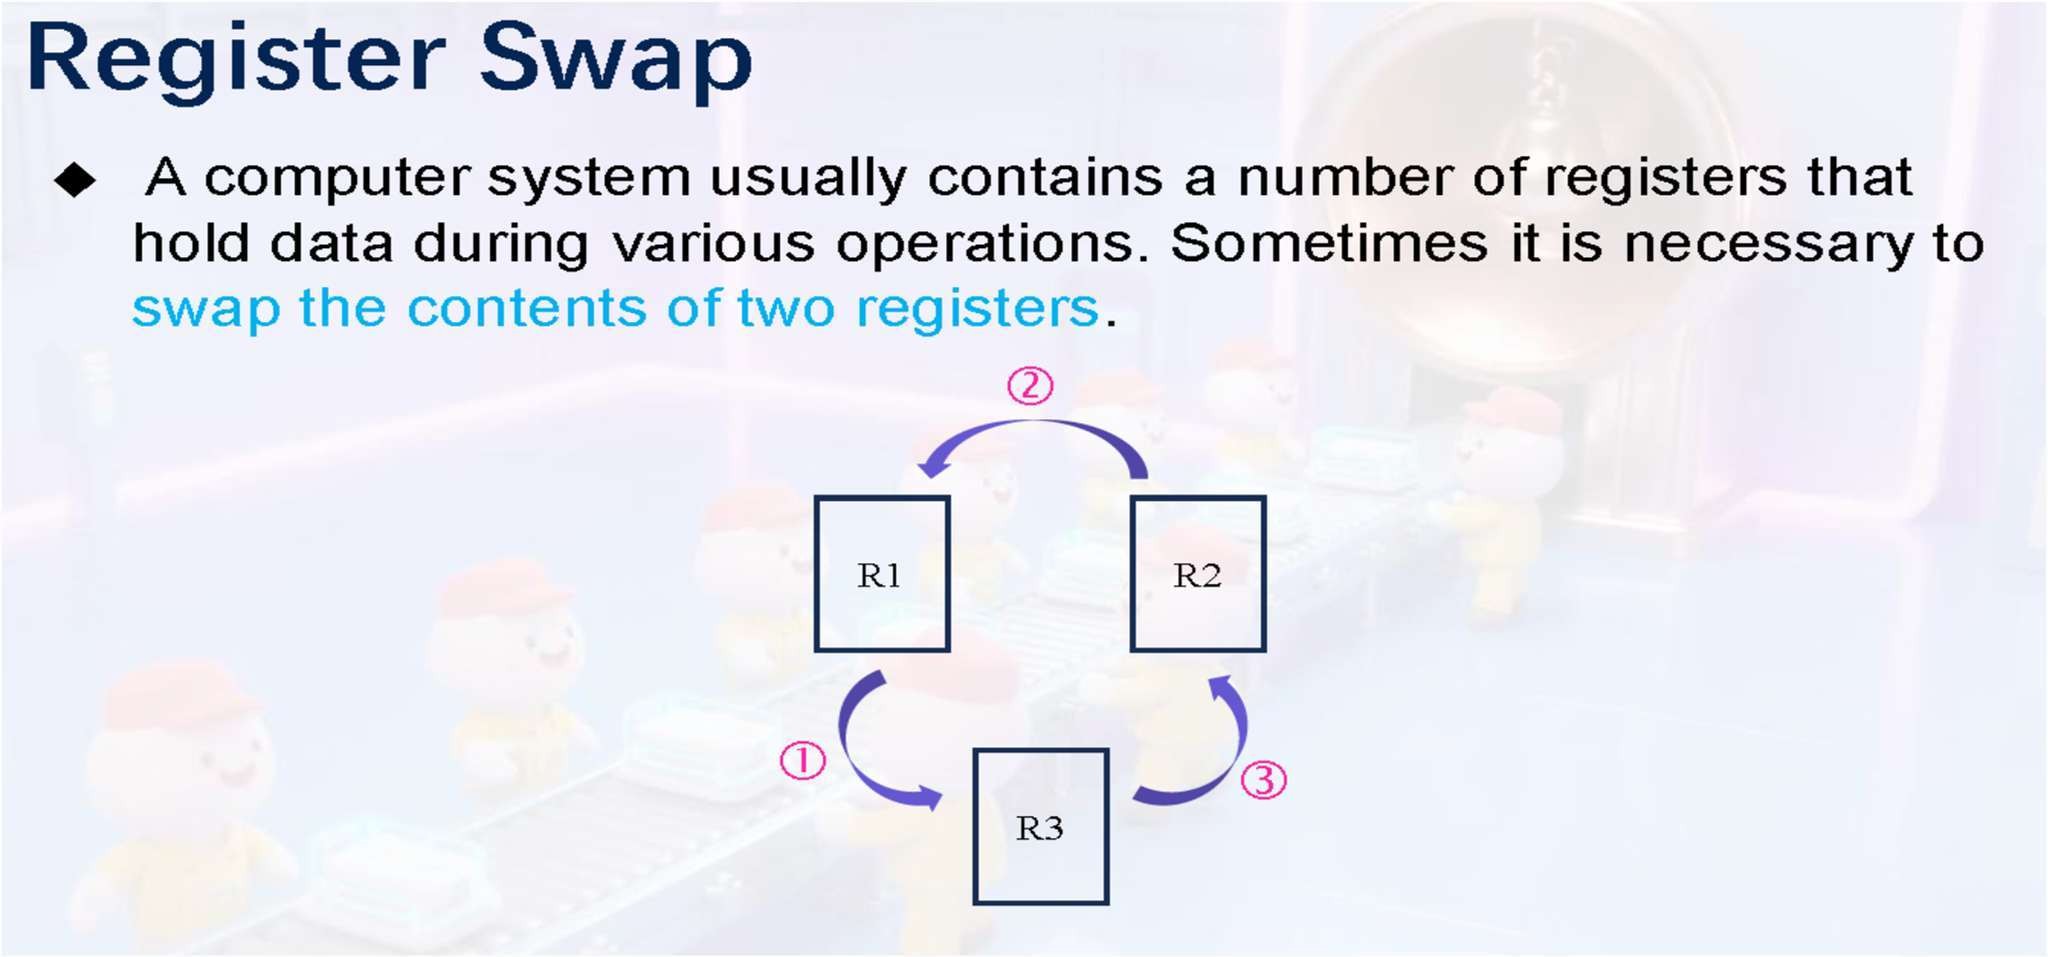 Register Swap
◆ A computer system usually contains a number of registers that
hold data during various operations. Sometimes it is necessary to
swap the contents of two registers.
②
R1 R2
① ③
R3